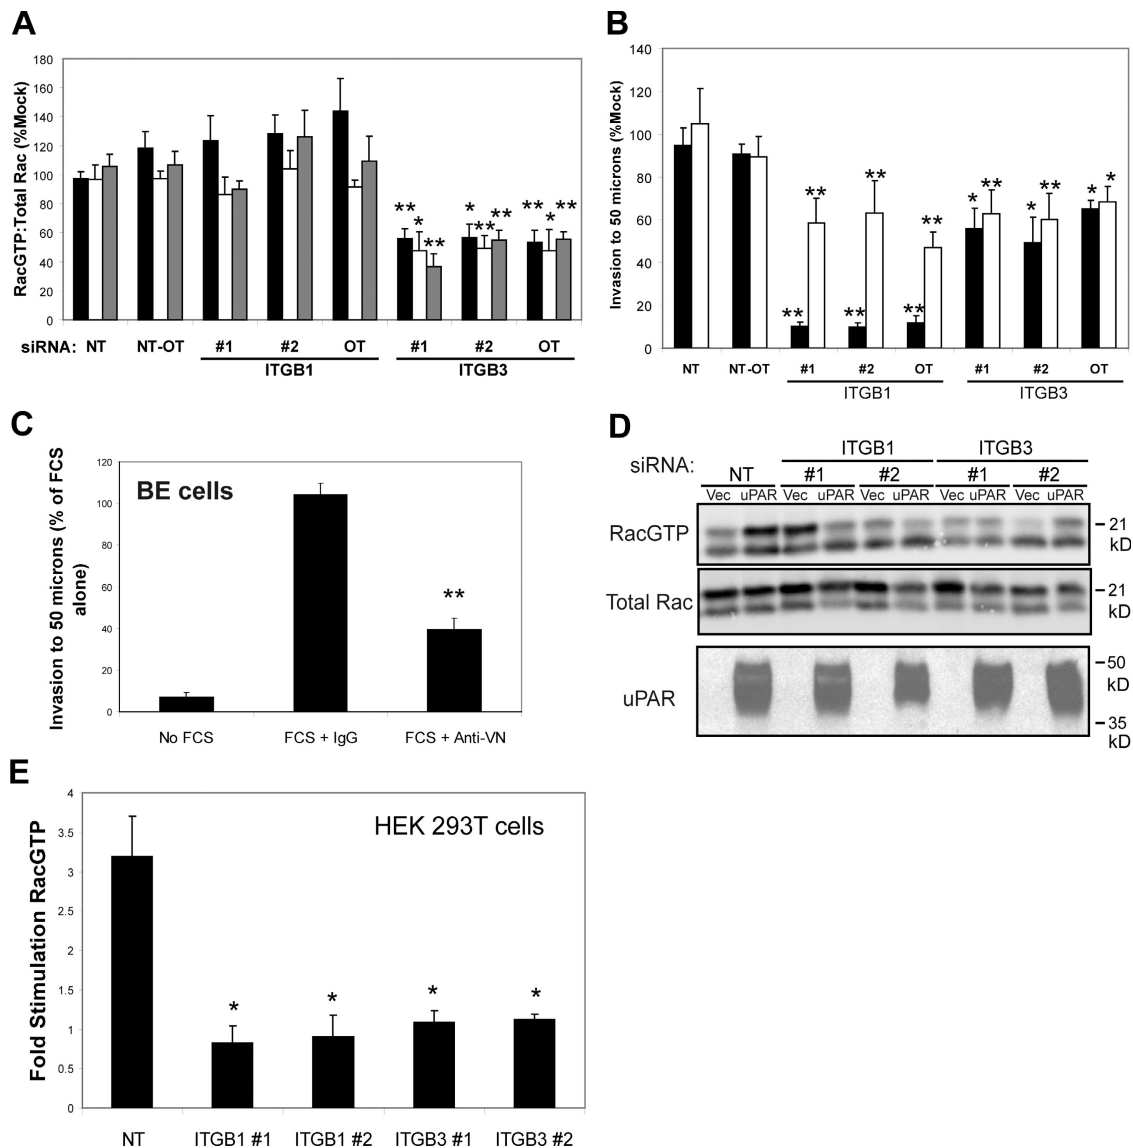 A
RacGTP:Total Rac (%Mock)
180
160
140
120
100
80
60
40
20
0
** * ** * ** ** ** * **
siRNA: NT NT-OT #1 #2 OT #1 #2 OT
ITGB1 ITGB3
B
Invasion to 50 microns (%Mock)
140
120
100
80
60
40
20
0
** ** ** ** ** ** * ** * ** * *
NT NT-OT #1 #2 OT #1 #2 OT
ITGB1 ITGB3
C
Invasion to 50 microns (% of FCS
alone)
120
100
80
60
40
20
0
BE cells
**
No FCS FCS + IgG FCS + Anti-VN
D
ITGB1 ITGB3
siRNA: NT #1 #2 #1 #2
Vec uPAR Vec uPAR Vec uPAR Vec uPAR Vec uPAR
RacGTP
21
kD
Total Rac
21
kD
uPAR
50
kD
35
kD
E
Fold Stimulation RacGTP
4
3.5
3
2.5
2
1.5
1
0.5
0
HEK 293T cells
* * * *
NT ITGB1 #1 ITGB1 #2 ITGB3 #1 ITGB3 #2